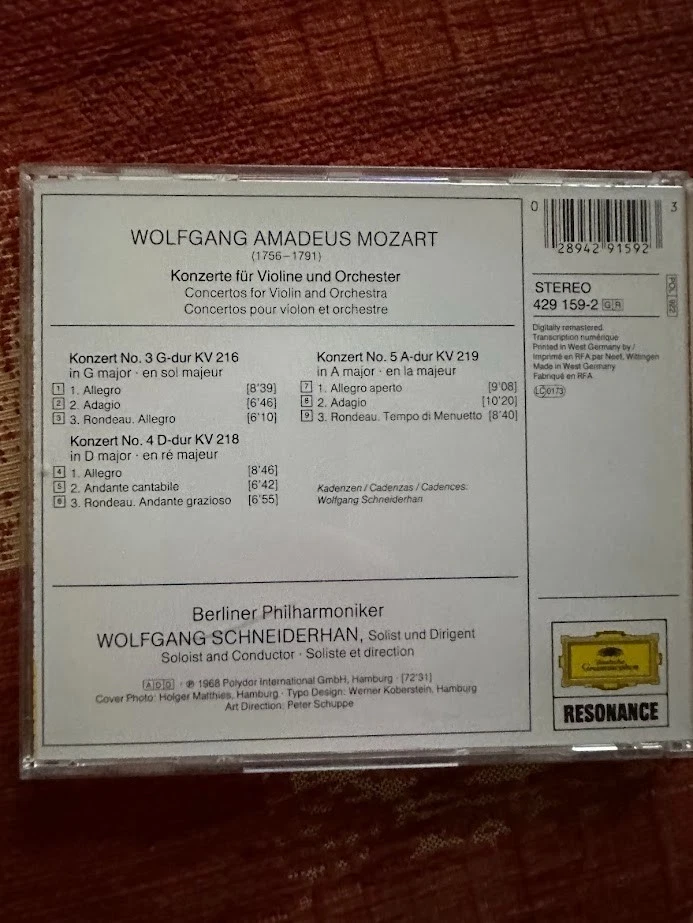 WOLFGANG AMADEUS MOZART
(1756–1791)
Konzerte für Violine und Orchester
Concertos for Violin and Orchestra
Concertos pour violon et orchestre
Konzert No. 3 G-dur KV 216
in G major · en sol majeur
1 1. Allegro [8'39]
2 2. Adagio [6'46]
3 3. Rondeau. Allegro [6'10]
Konzert No. 4 D-dur KV 218
in D major · en ré majeur
4 1. Allegro [8'46]
5 2. Andante cantabile [6'42]
6 3. Rondeau. Andante grazioso [6'55]
Konzert No. 5 A-dur KV 219
in A major · en la majeur
7 1. Allegro aperto [9'08]
8 2. Adagio [10'20]
9 3. Rondeau. Tempo di Menuetto [8'40]
Kadenzen / Cadenzas / Cadences:
Wolfgang Schneiderhan
Berliner Philharmoniker
WOLFGANG SCHNEIDERHAN, Solist und Dirigent
Soloist and Conductor · Soliste et direction
ADD · ℗ 1968 Polydor International GmbH, Hamburg · [72'31]
Cover Photo: Holger Matthies, Hamburg · Typo Design: Werner Koberstein, Hamburg
Art Direction: Peter Schuppe
0 28942 91592 3
STEREO
429 159-2 GR
Digitally remastered
Transcription numérique
Printed in West Germany by /
Imprimé en RFA par Neef, Wittingen
Made in West Germany
Fabriqué en RFA
LC 0173
Deutsche
Grammophon
RESONANCE